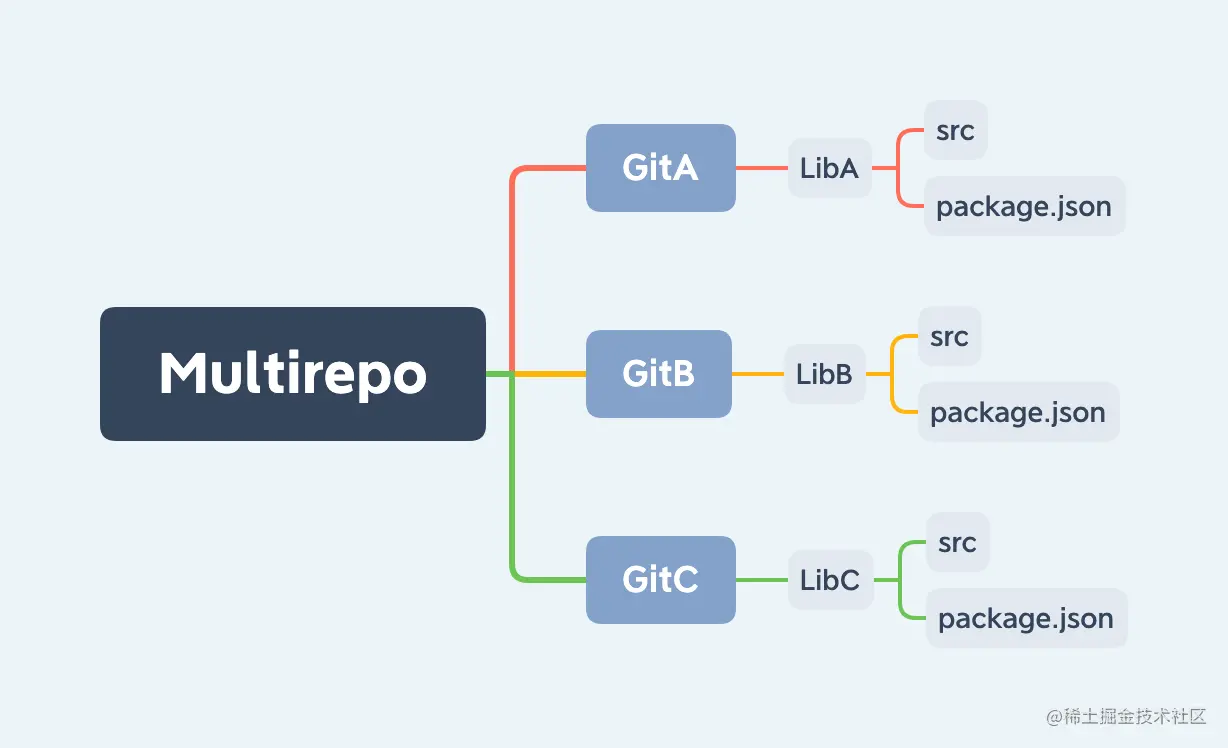 Multirepo
GitA
LibA
src
package.json
GitB
LibB
src
package.json
GitC
LibC
src
package.json
@稀土掘金技术社区